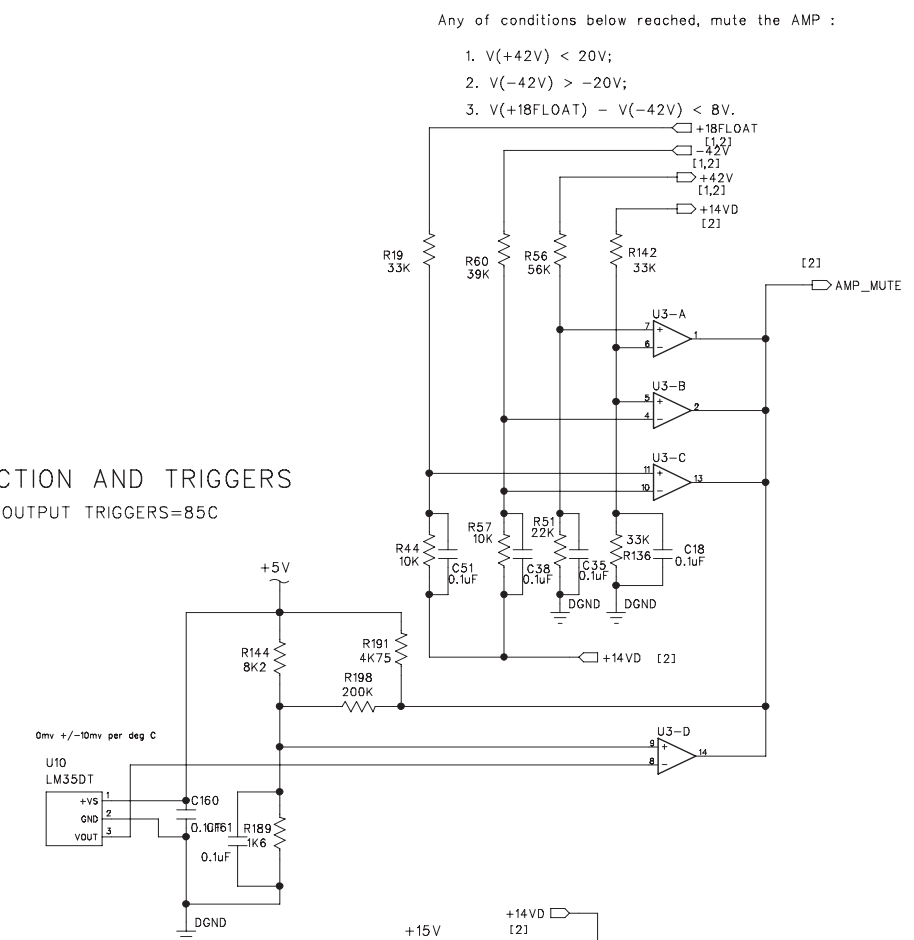 Any of conditions below reached, mute the AMP :
1. V(+42V) < 20V;
2. V(-42V) > -20V;
3. V(+18FLOAT) - V(-42V) < 8V.
+18FLOAT
[1,2]
-42V
[1,2]
+42V
[1,2]
+14VD
[2]
R19
33K
R60
39K
R56
56K
R142
33K
[2]
AMP_MUTE
U3-A
7 + 1
6 -
U3-B
5 + 2
4 -
U3-C
11 + 13
10 -
CTION AND TRIGGERS
OUTPUT TRIGGERS=85C
R44
10K
C51
0.1uF
R57
10K
C38
0.1uF
R51
22K
C35
0.1uF
33K
R136
C18
0.1uF
DGND
DGND
+5V
+14VD [2]
R144
8K2
R191
4K75
R198
200K
0mv +/-10mv per deg C
U10
LM35DT
+VS 1
GND 2
VOUT 3
U3-D
9 + 14
8 -
C160
0.1uF
C161
0.1uF
R189
1K6
DGND
+15V
+14VD
[2]